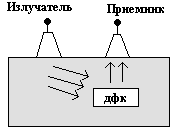 Излучатель Приемник
дфк